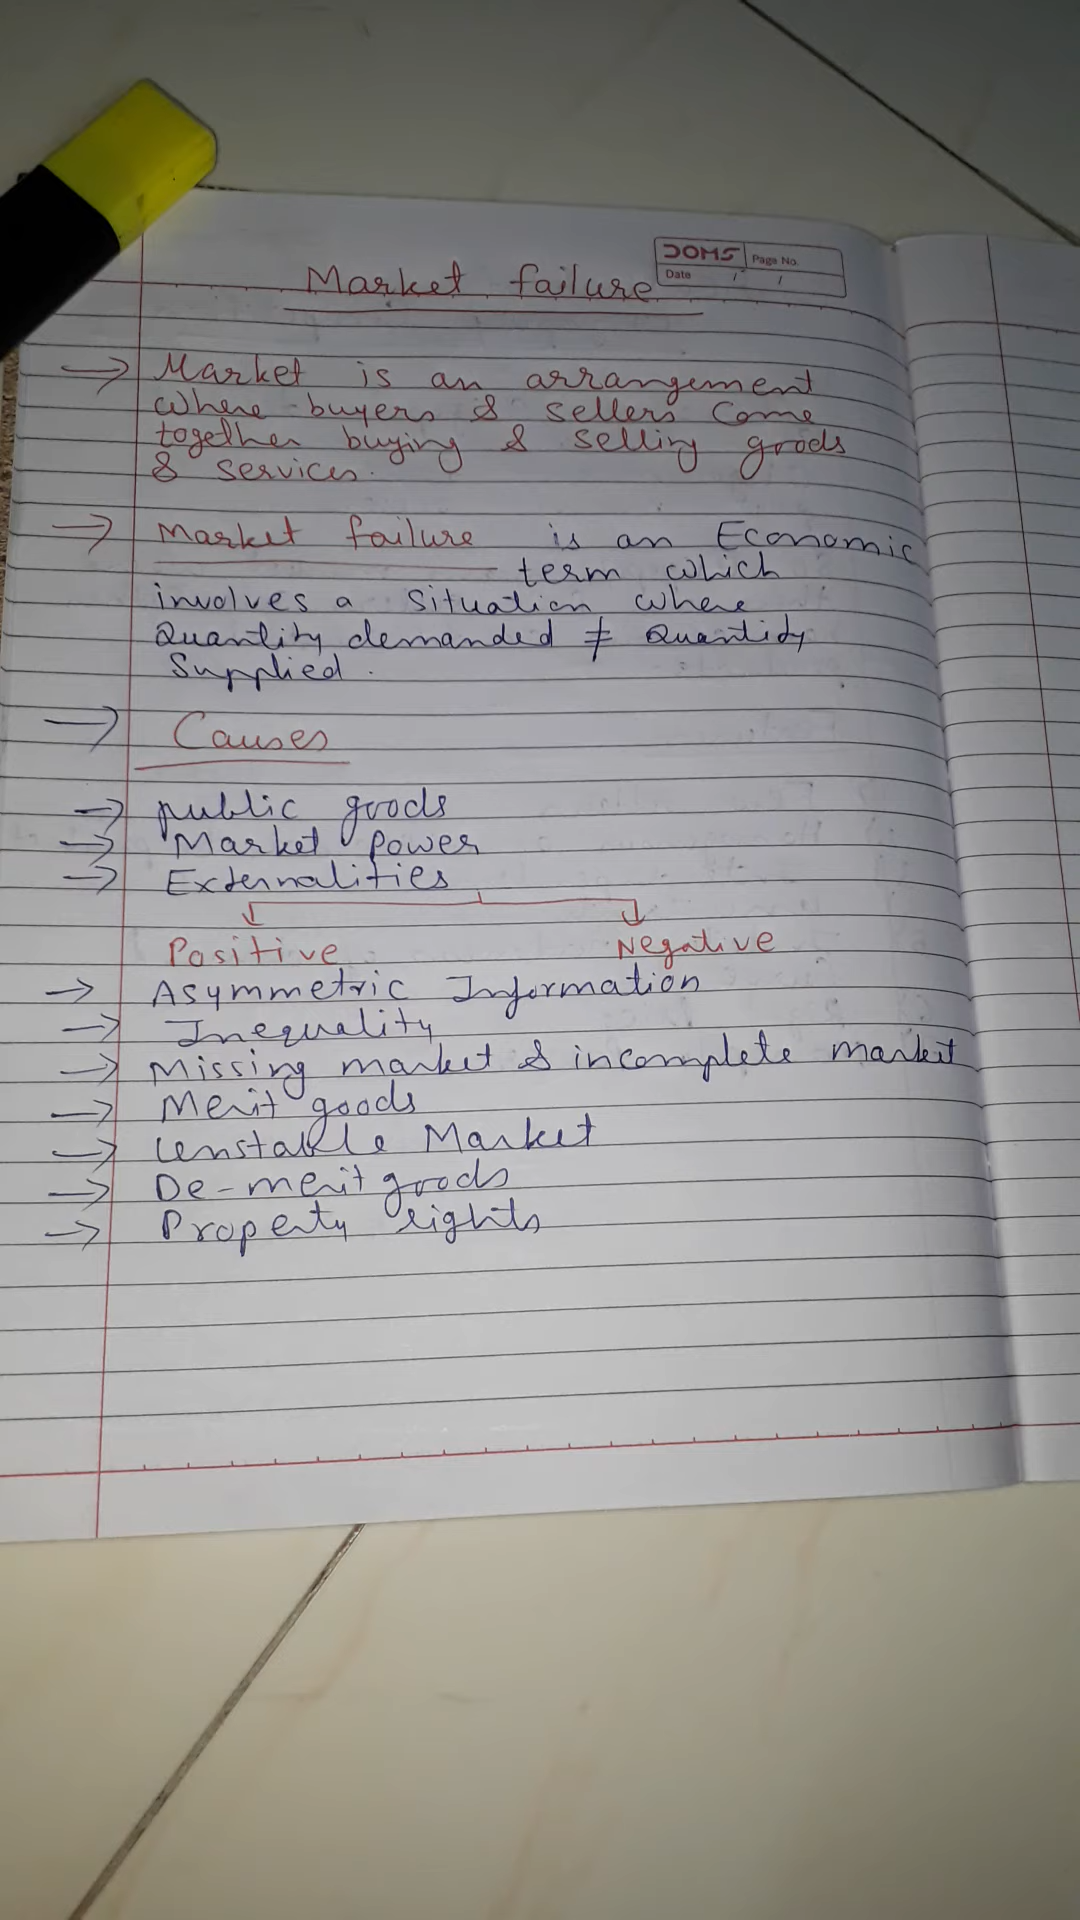 DOMS
Page No.
Date / /
Market failure
→ Market is an arrangement
where buyers & sellers come
together buying & selling goods
& services.
→ Market failure is an Economic
term which
involves a situation where
Quantity demanded ≠ Quantity
Supplied.
→ Causes
→ public goods
→ Market power
→ Externalities
Positive Negative
→ Asymmetric Information
→ Inequality
→ Missing market & incomplete market
→ Merit goods
→ Unstable Market
→ De-merit goods
→ Property rights